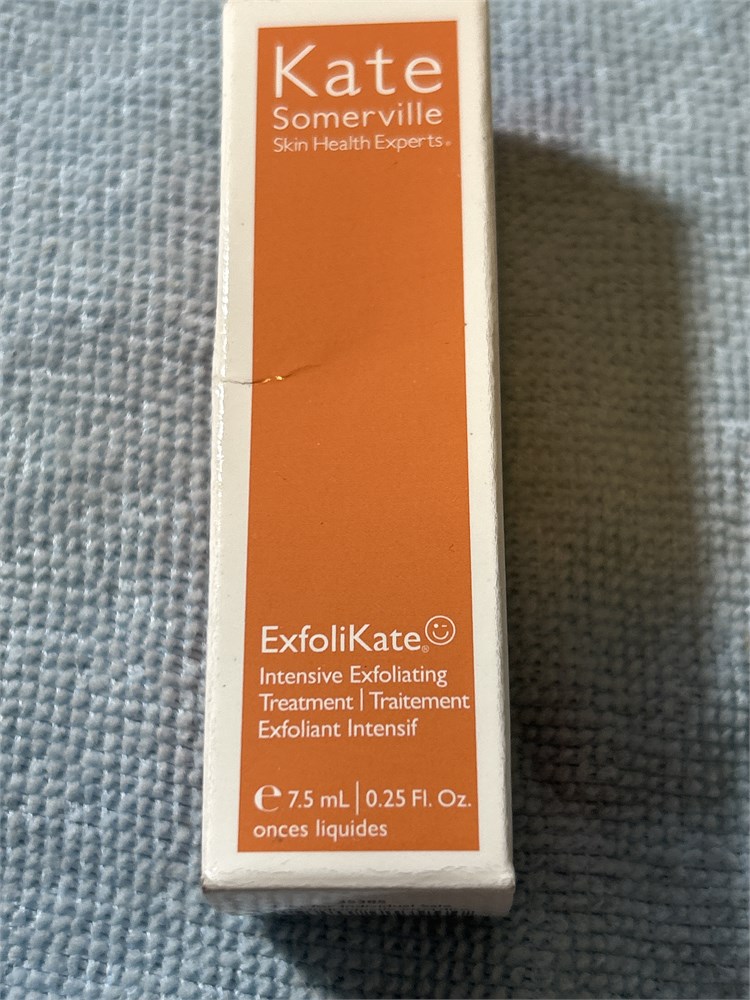 Kate
Somerville
Skin Health Experts®
ExfoliKate®
Intensive Exfoliating
Treatment | Traitement
Exfoliant Intensif
℮ 7.5 mL | 0.25 Fl. Oz.
onces liquides